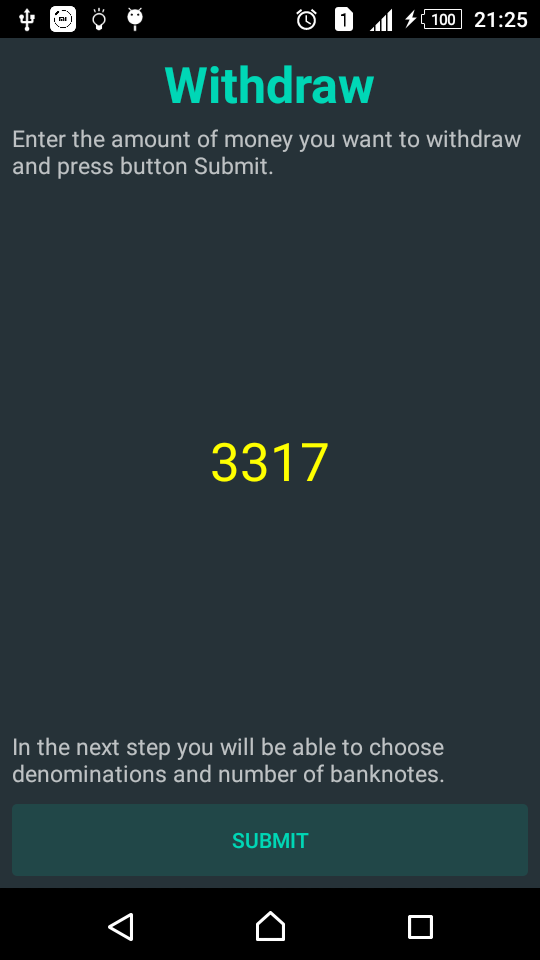 1 100 21:25
Withdraw
Enter the amount of money you want to withdraw
and press button Submit.
3317
In the next step you will be able to choose
denominations and number of banknotes.
SUBMIT